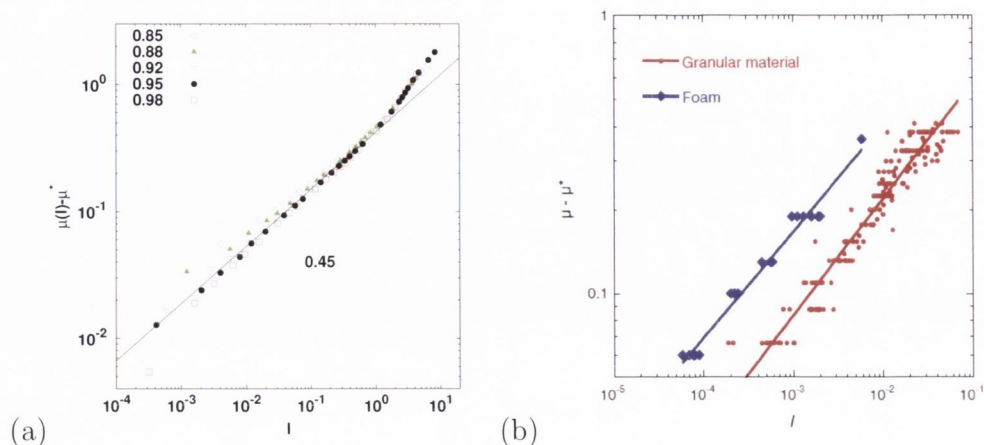 0.85
0.88
0.92
0.95
0.98
10^0
10^-1
10^-2
μ(I)-μ*
0.45
10^-4 10^-3 10^-2 10^-1 10^0 10^1
I
(a)
1
Granular material
Foam
0.1
μ - μ*
10^-5 10^-4 10^-3 10^-2 10^-1
I
(b)